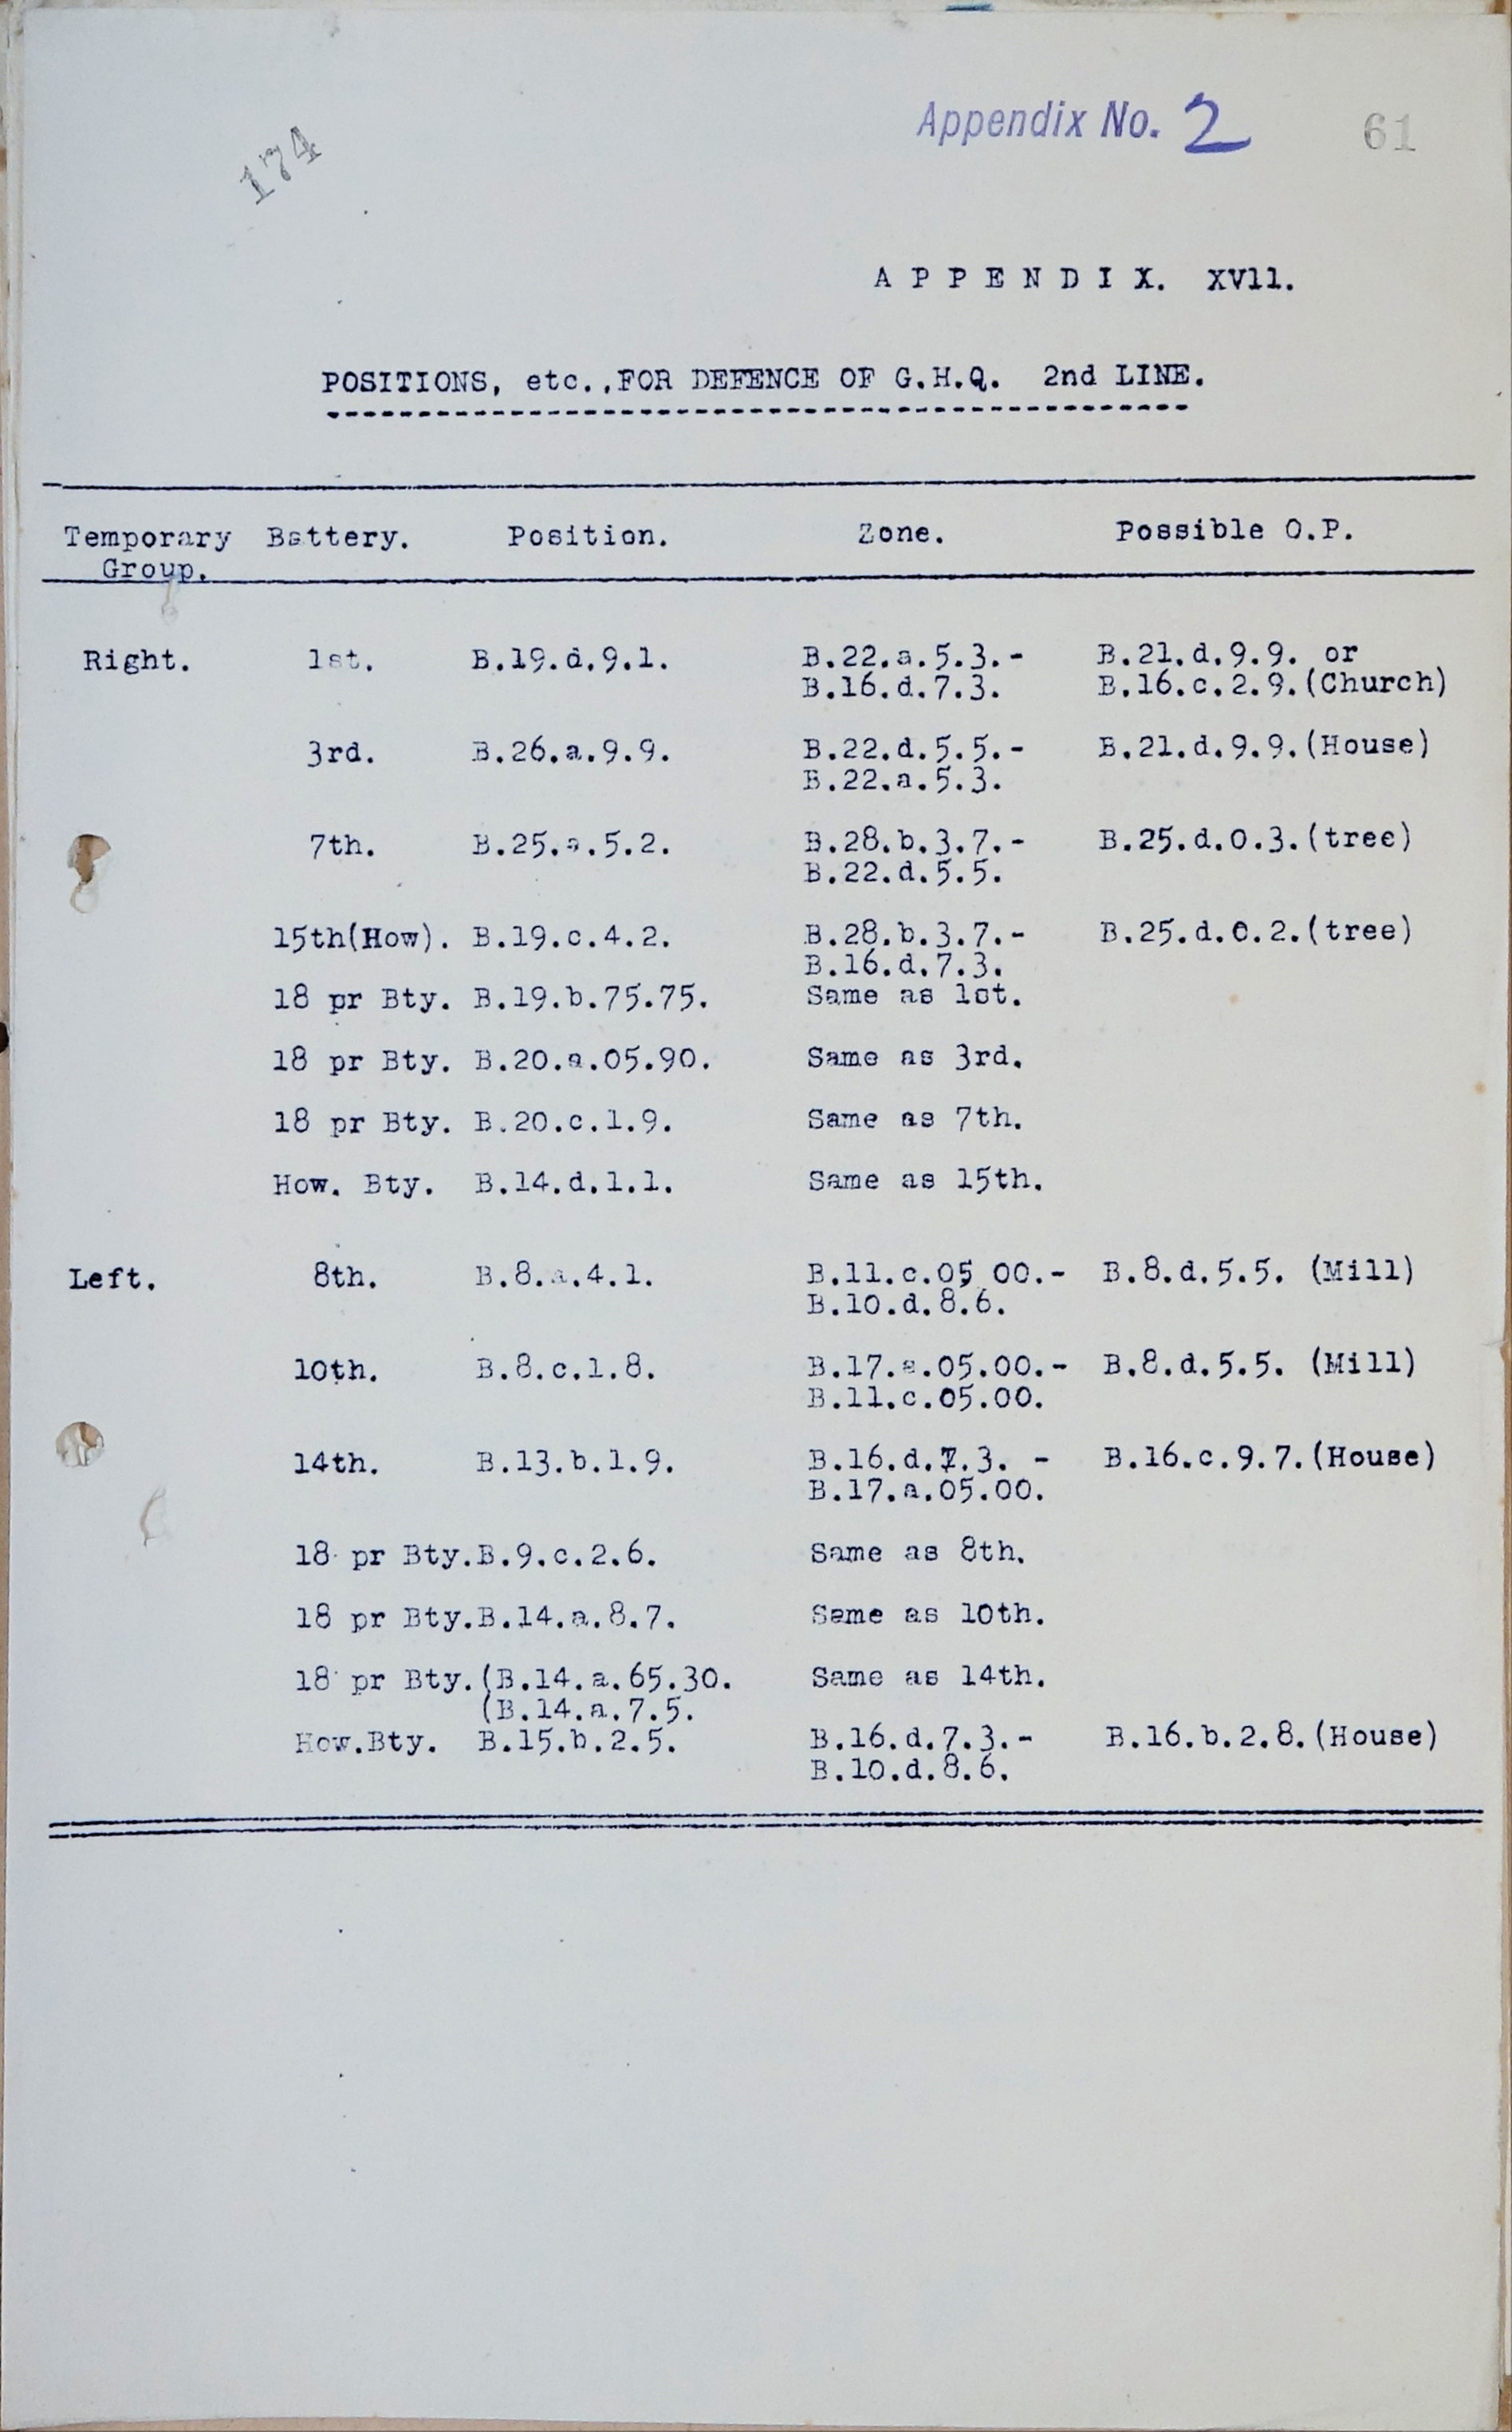 Appendix No. 2 61
174
A P P E N D I X. XVll.
POSITIONS, etc.,FOR DEFENCE OF G.H.Q. 2nd LINE.
Temporary Battery. Position. Zone. Possible O.P.
Group.
Right. 1st. B.19.d.9.1. B.22.a.5.3.- B.21.d.9.9. or
B.16.d.7.3. B.16.c.2.9.(Church)
3rd. B.26.a.9.9. B.22.d.5.5.- B.21.d.9.9.(House)
B.22.a.5.3.
7th. B.25.a.5.2. B.28.b.3.7.- B.25.d.0.3.(tree)
B.22.d.5.5.
15th(How). B.19.c.4.2. B.28.b.3.7.- B.25.d.0.2.(tree)
B.16.d.7.3.
18 pr Bty. B.19.b.75.75. Same as 1st.
18 pr Bty. B.20.a.05.90. Same as 3rd.
18 pr Bty. B.20.c.1.9. Same as 7th.
How. Bty. B.14.d.1.1. Same as 15th.
Left. 8th. B.8.a.4.1. B.11.c.05 00.- B.8.d.5.5. (Mill)
B.10.d.8.6.
10th. B.8.c.1.8. B.17.a.05.00.- B.8.d.5.5. (Mill)
B.11.c.05.00.
14th. B.13.b.1.9. B.16.d.7.3. - B.16.c.9.7.(House)
B.17.a.05.00.
18 pr Bty.B.9.c.2.6. Same as 8th.
18 pr Bty.B.14.a.8.7. Same as 10th.
18 pr Bty.(B.14.a.65.30. Same as 14th.
(B.14.a.7.5.
How.Bty. B.15.b.2.5. B.16.d.7.3.- B.16.b.2.8.(House)
B.10.d.8.6.